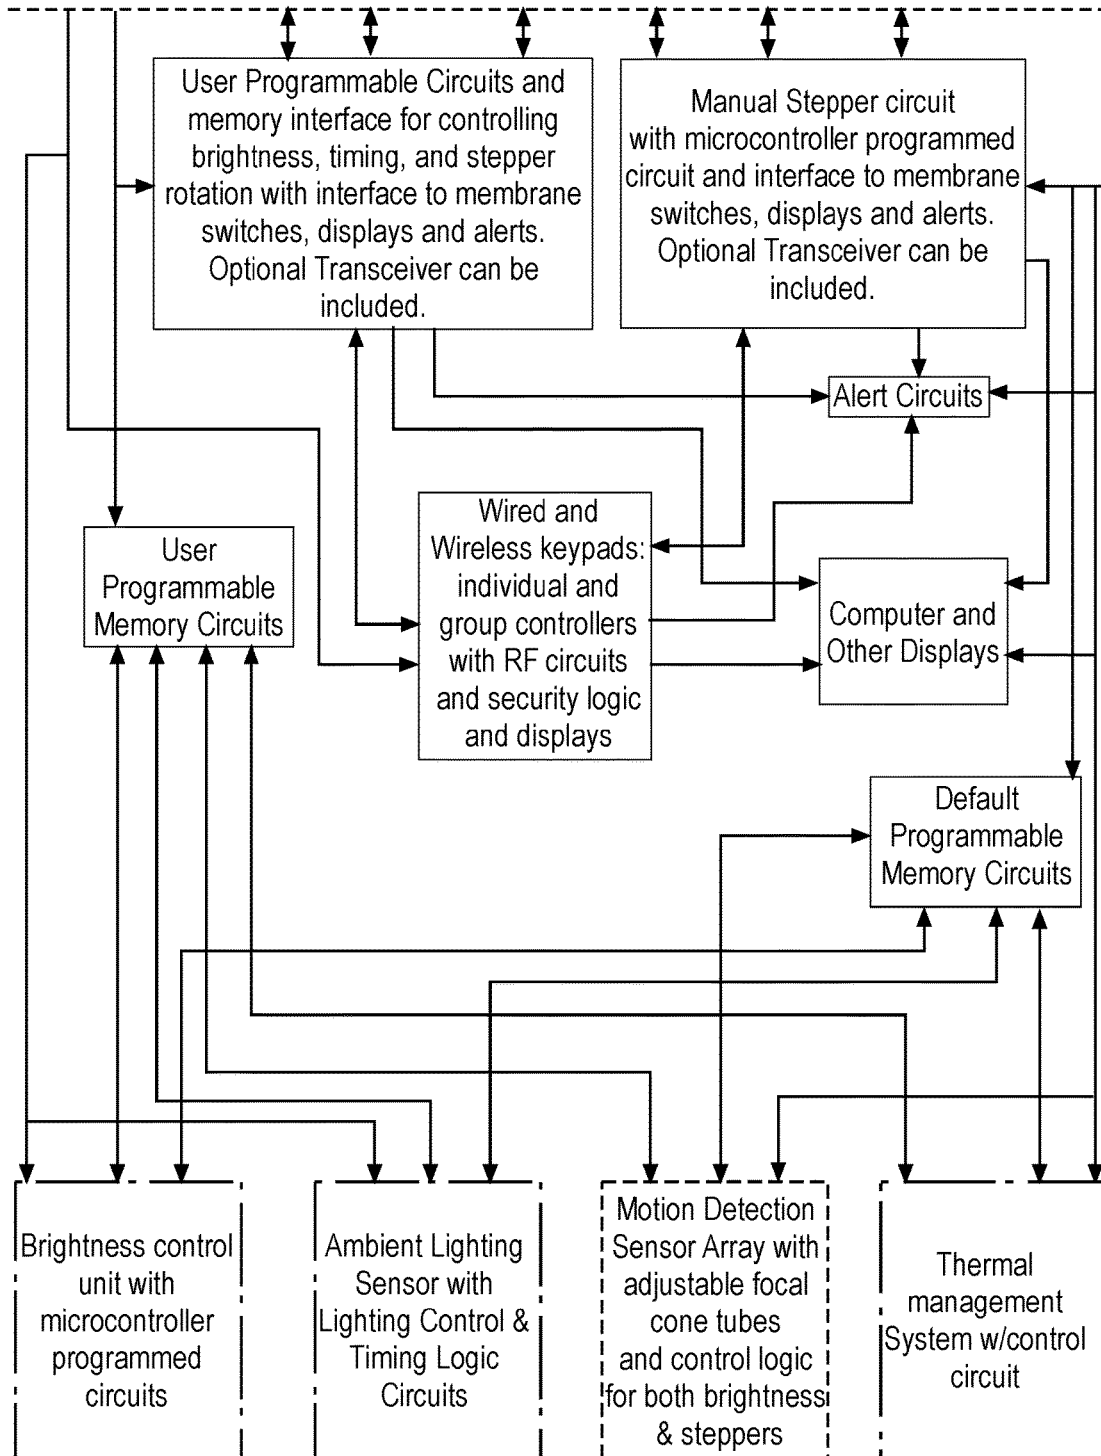 User Programmable Circuits and
memory interface for controlling
brightness, timing, and stepper
rotation with interface to membrane
switches, displays and alerts.
Optional Transceiver can be
included.
Manual Stepper circuit
with microcontroller programmed
circuit and interface to membrane
switches, displays and alerts.
Optional Transceiver can be
included.
Alert Circuits
Wired and
Wireless keypads:
individual and
group controllers
with RF circuits
and security logic
and displays
User
Programmable
Memory Circuits
Computer and
Other Displays
Default
Programmable
Memory Circuits
Brightness control
unit with
microcontroller
programmed
circuits
Ambient Lighting
Sensor with
Lighting Control &
Timing Logic
Circuits
Motion Detection
Sensor Array with
adjustable focal
cone tubes
and control logic
for both brightness
& steppers
Thermal
management
System w/control
circuit